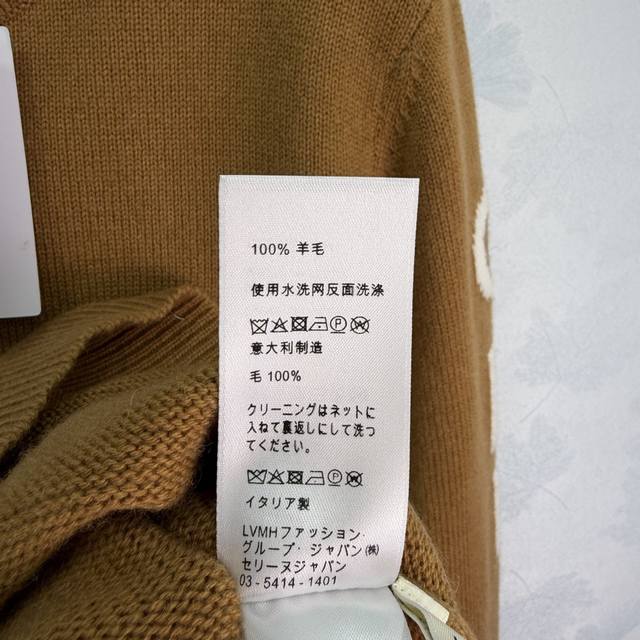 100% 羊毛
使用水洗网反面洗涤
意大利制造
毛 100%
クリーニングはネットに
入ねて裏返しにして洗つ
てください。
イタリア製
LVMHファッション・
グループ・ジャパン㈱
セリーヌジャパン
03-5414-1401